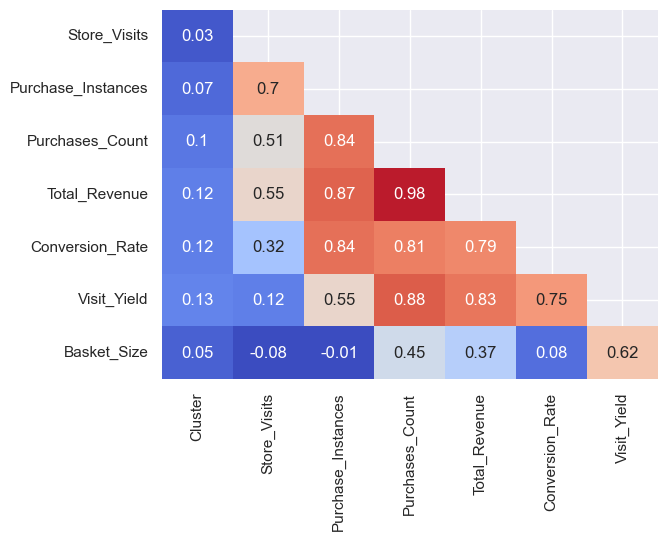 Store_Visits 0.03
Purchase_Instances 0.07 0.7
Purchases_Count 0.1 0.51 0.84
Total_Revenue 0.12 0.55 0.87 0.98
Conversion_Rate 0.12 0.32 0.84 0.81 0.79
Visit_Yield 0.13 0.12 0.55 0.88 0.83 0.75
Basket_Size 0.05 -0.08 -0.01 0.45 0.37 0.08 0.62
Cluster
Store_Visits
Purchase_Instances
Purchases_Count
Total_Revenue
Conversion_Rate
Visit_Yield